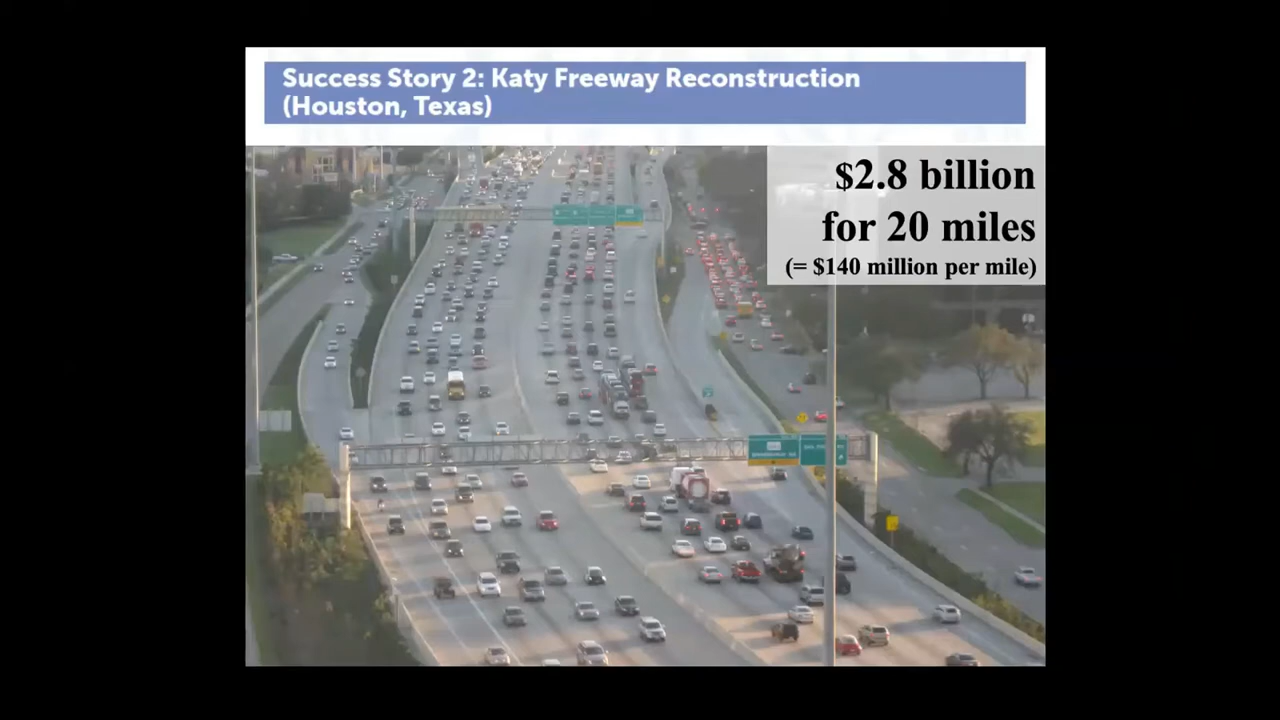 Success Story 2: Katy Freeway Reconstruction
(Houston, Texas)
$2.8 billion
for 20 miles
(= $140 million per mile)